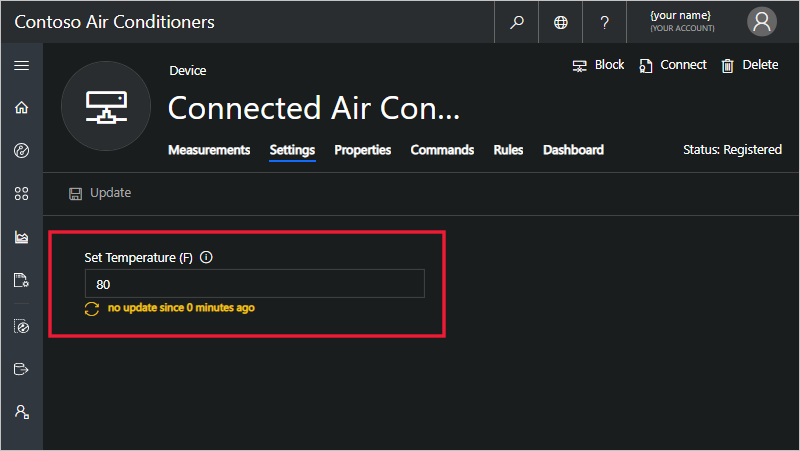 Contoso Air Conditioners
?
{your name}
(YOUR ACCOUNT)
Device
Block
Connect
Delete
Connected Air Con...
Measurements
Settings
Properties
Commands
Rules
Dashboard
Status: Registered
Update
Set Temperature (F)
80
no update since 0 minutes ago